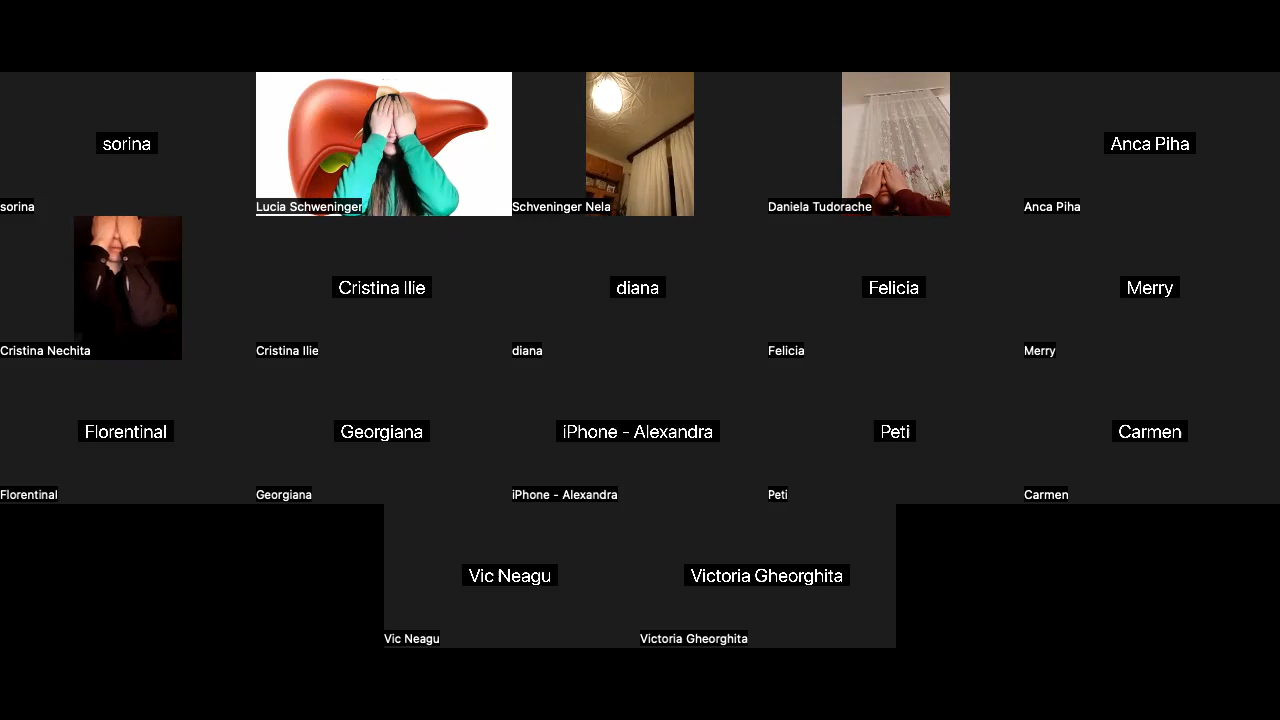 sorina
sorina
Lucia Schweninger
Schveninger Nela
Daniela Tudorache
Anca Piha
Anca Piha
Cristina Nechita
Cristina Ilie
Cristina Ilie
diana
diana
Felicia
Felicia
Merry
Merry
Florentinal
Florentinal
Georgiana
Georgiana
iPhone - Alexandra
iPhone - Alexandra
Peti
Peti
Carmen
Carmen
Vic Neagu
Vic Neagu
Victoria Gheorghita
Victoria Gheorghita